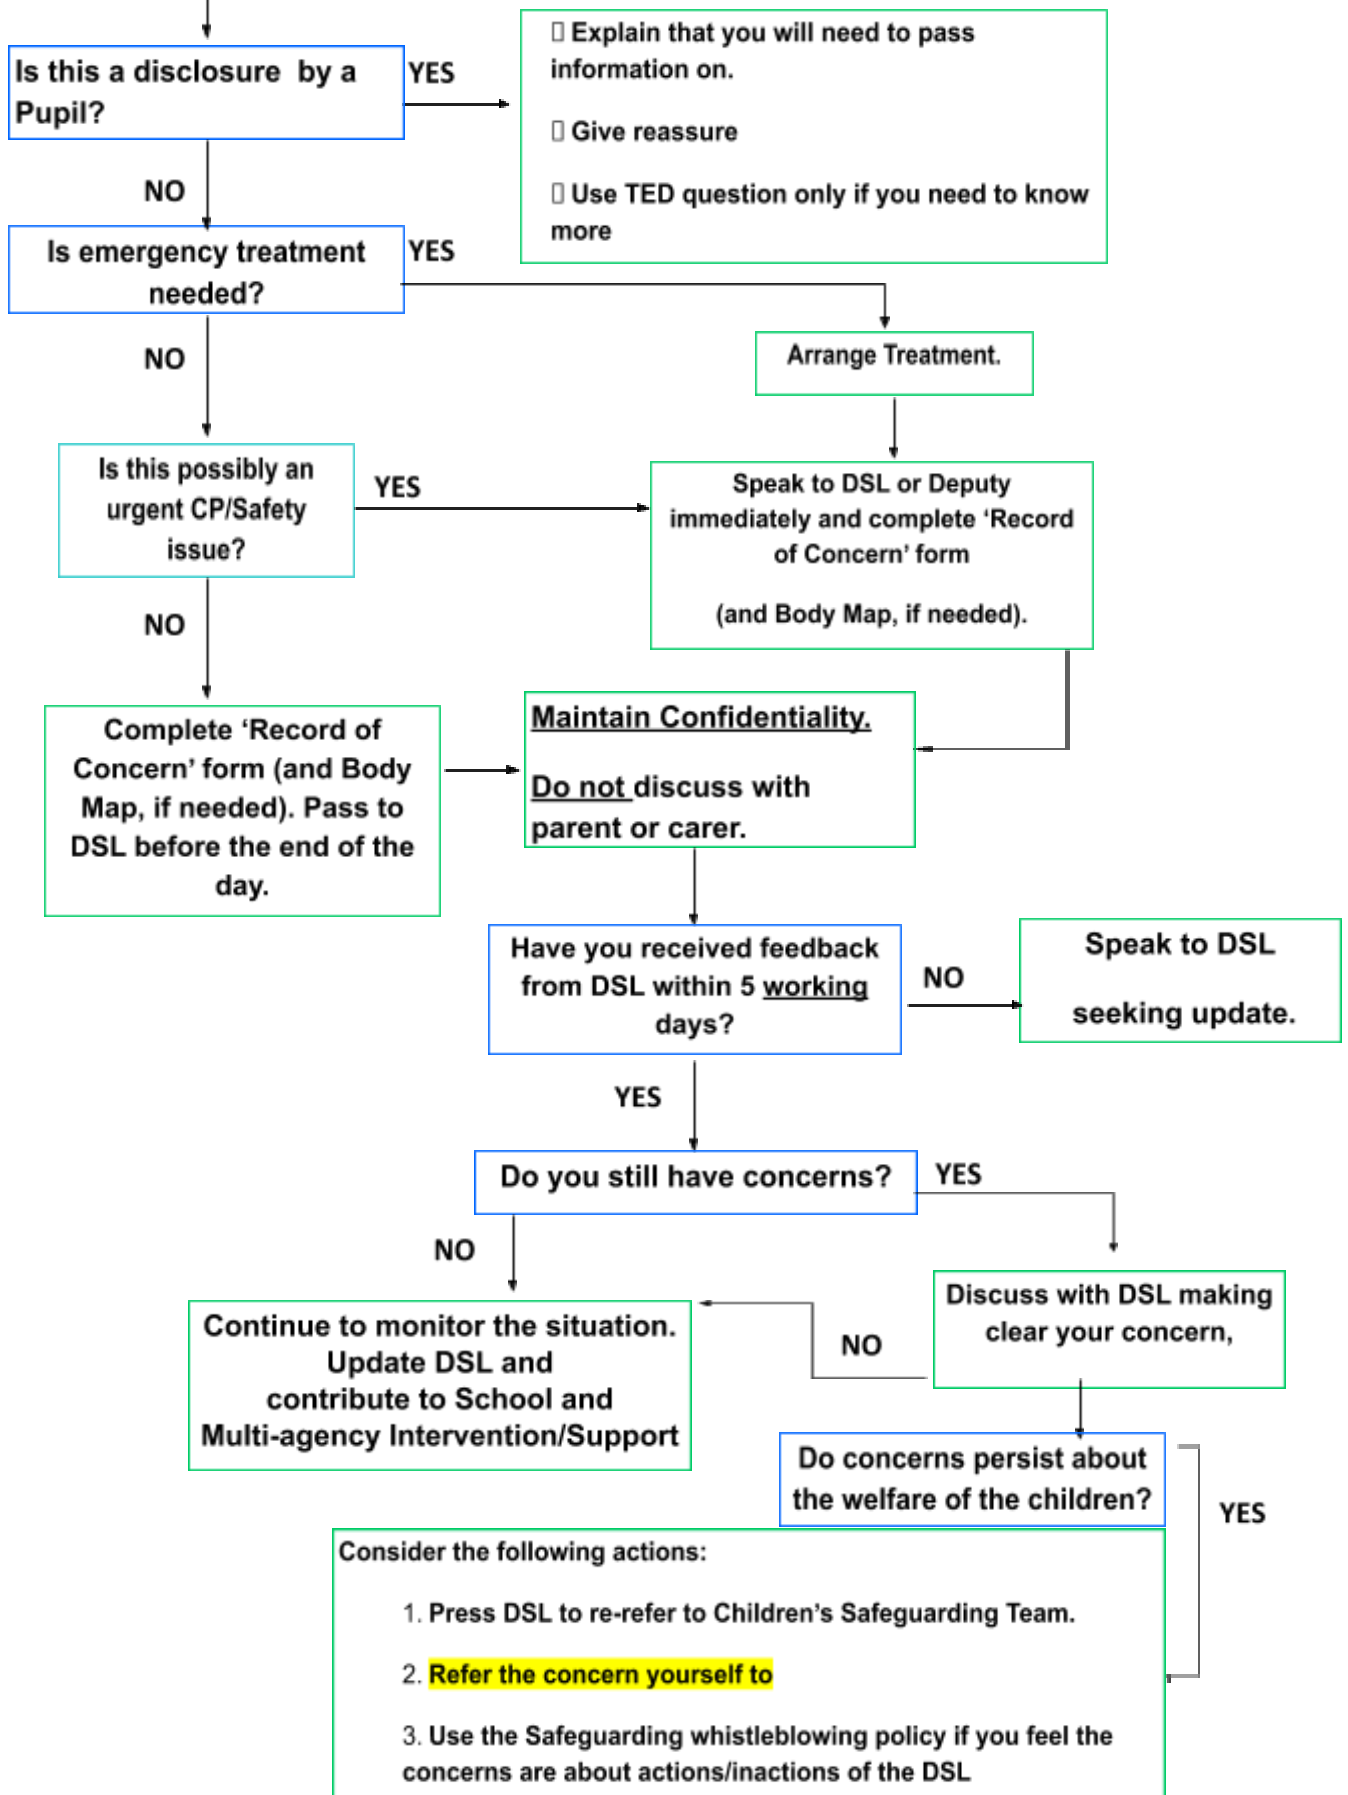 Is this a disclosure  by a
Pupil?
YES
▯ Explain that you will need to pass
information on.
▯ Give reassure
▯ Use TED question only if you need to know
more
NO
Is emergency treatment
needed?
YES
NO
Arrange Treatment.
Is this possibly an
urgent CP/Safety
issue?
YES
Speak to DSL or Deputy
immediately and complete ‘Record
of Concern’ form
(and Body Map, if needed).
NO
Complete ‘Record of
Concern’ form (and Body
Map, if needed). Pass to
DSL before the end of the
day.
Maintain Confidentiality.
Do not discuss with
parent or carer.
Have you received feedback
from DSL within 5 working
days?
NO
Speak to DSL
seeking update.
YES
Do you still have concerns?
YES
NO
Continue to monitor the situation.
Update DSL and
contribute to School and
Multi-agency Intervention/Support
NO
Discuss with DSL making
clear your concern,
Do concerns persist about
the welfare of the children?
YES
Consider the following actions:
1. Press DSL to re-refer to Children’s Safeguarding Team.
2. Refer the concern yourself to
3. Use the Safeguarding whistleblowing policy if you feel the
concerns are about actions/inactions of the DSL